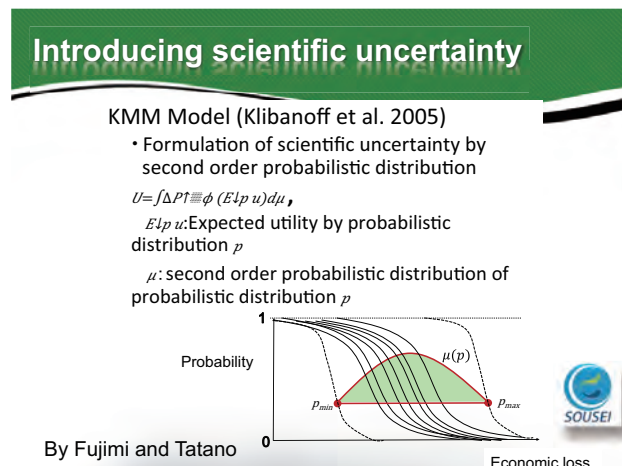 Introducing scientific uncertainty
KMM Model (Klibanoff et al. 2005)
・Formulation of scientific uncertainty by
second order probabilistic distribution
U=∫ΔP↑▒ϕ (E↓p u)dμ ,
E↓p u:Expected utility by probabilistic
distribution p
μ: second order probabilistic distribution of
probabilistic distribution p
1
μ(p)
Probability
p_min
p_max
0
SOUSEI
By Fujimi and Tatano
Economic loss